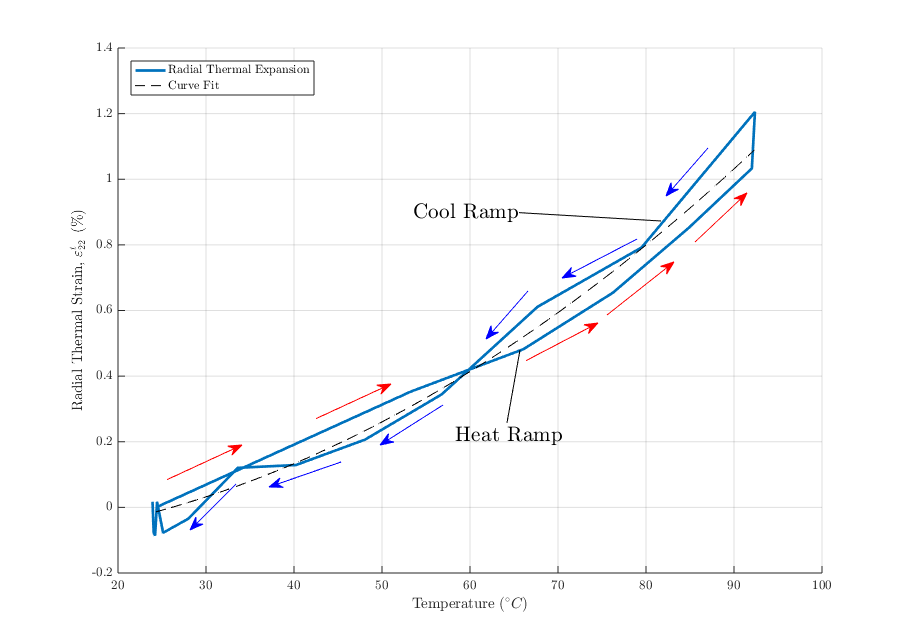 1.4
Radial Thermal Expansion
Curve Fit
1.2
1
Cool Ramp
0.8
0.6
0.4
Heat Ramp
0.2
0
-0.2
20 30 40 50 60 70 80 90 100
Temperature (°C)
Radial Thermal Strain, ε₂₂ᵗ (%)